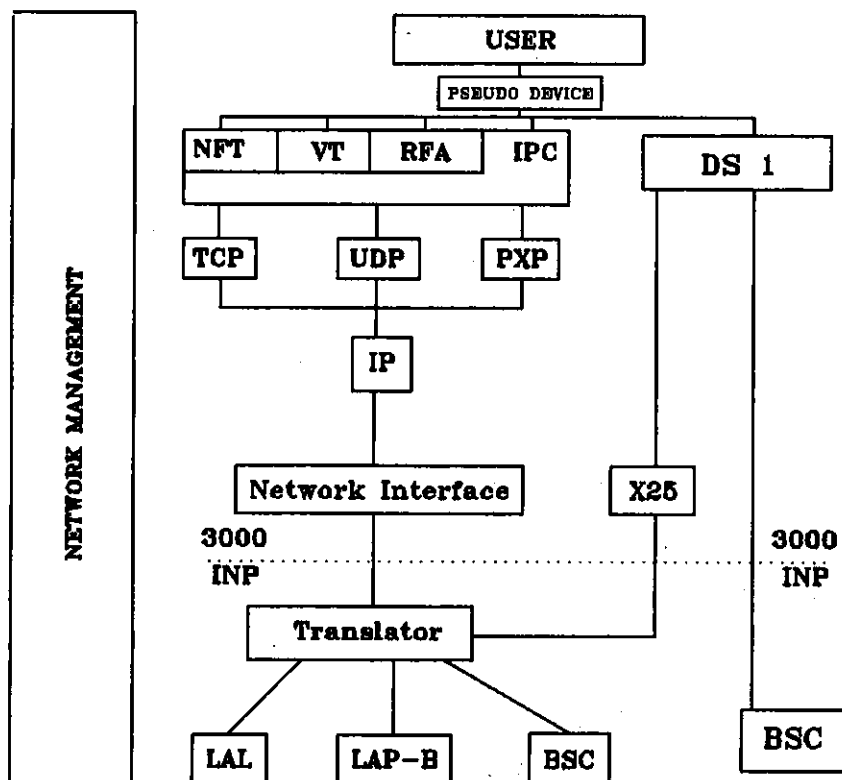 USER
PSEUDO DEVICE
NFT VT RFA IPC
DS 1
TCP UDP PXP
IP
Network Interface
X25
3000 3000
INP INP
Translator
LAL LAP-B BSC
BSC
NETWORK MANAGEMENT